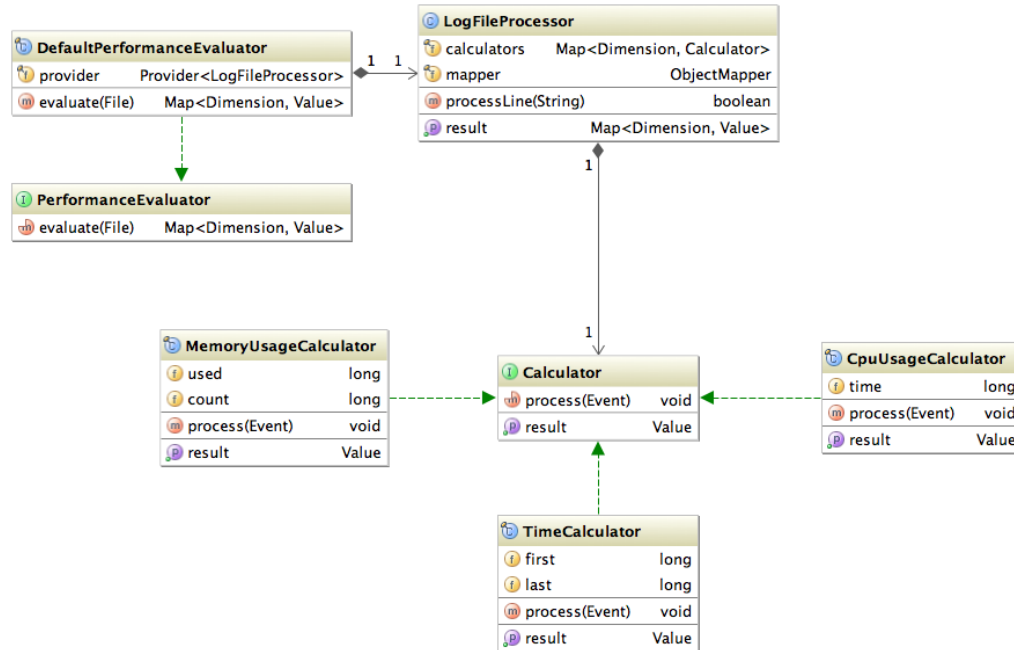 LogFileProcessor
calculators Map<Dimension, Calculator>
mapper ObjectMapper
processLine(String) boolean
result Map<Dimension, Value>
DefaultPerformanceEvaluator
provider Provider<LogFileProcessor>
evaluate(File) Map<Dimension, Value>
1 1
PerformanceEvaluator
evaluate(File) Map<Dimension, Value>
1
1
MemoryUsageCalculator
used long
count long
process(Event) void
result Value
Calculator
process(Event) void
result Value
CpuUsageCalculator
time long
process(Event) void
result Value
TimeCalculator
first long
last long
process(Event) void
result Value